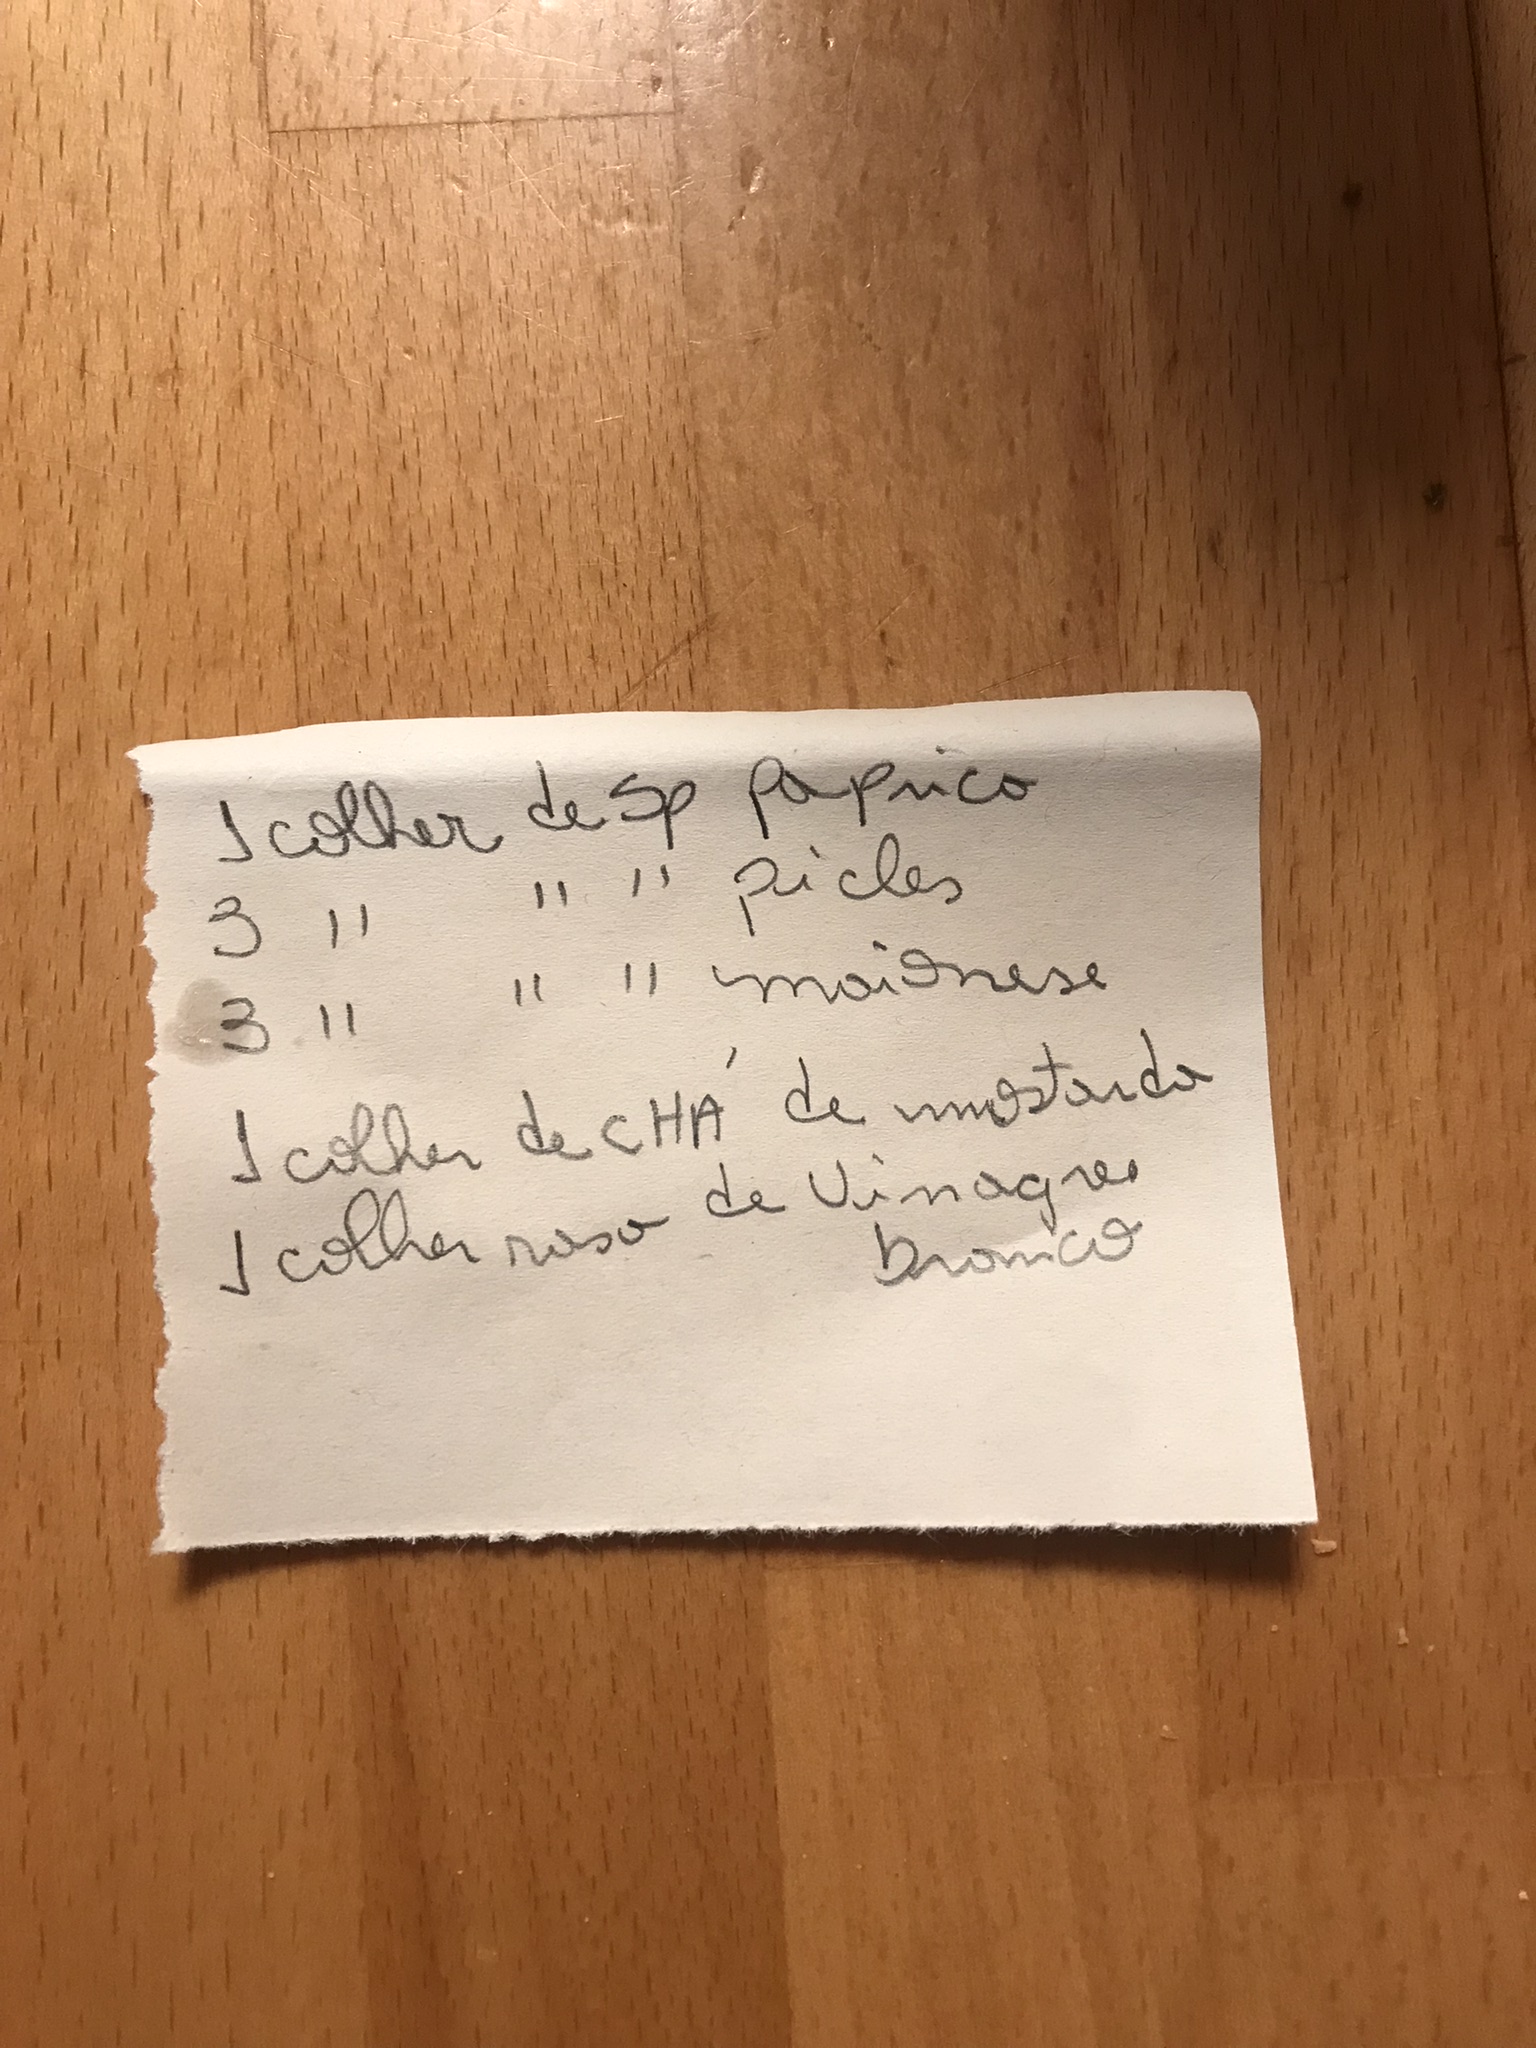 1 colher de sp paprica
3 " " " picles
3 " " " maionese
1 colher de CHÁ de mostarda
1 colher rasa de Vinagre
branco